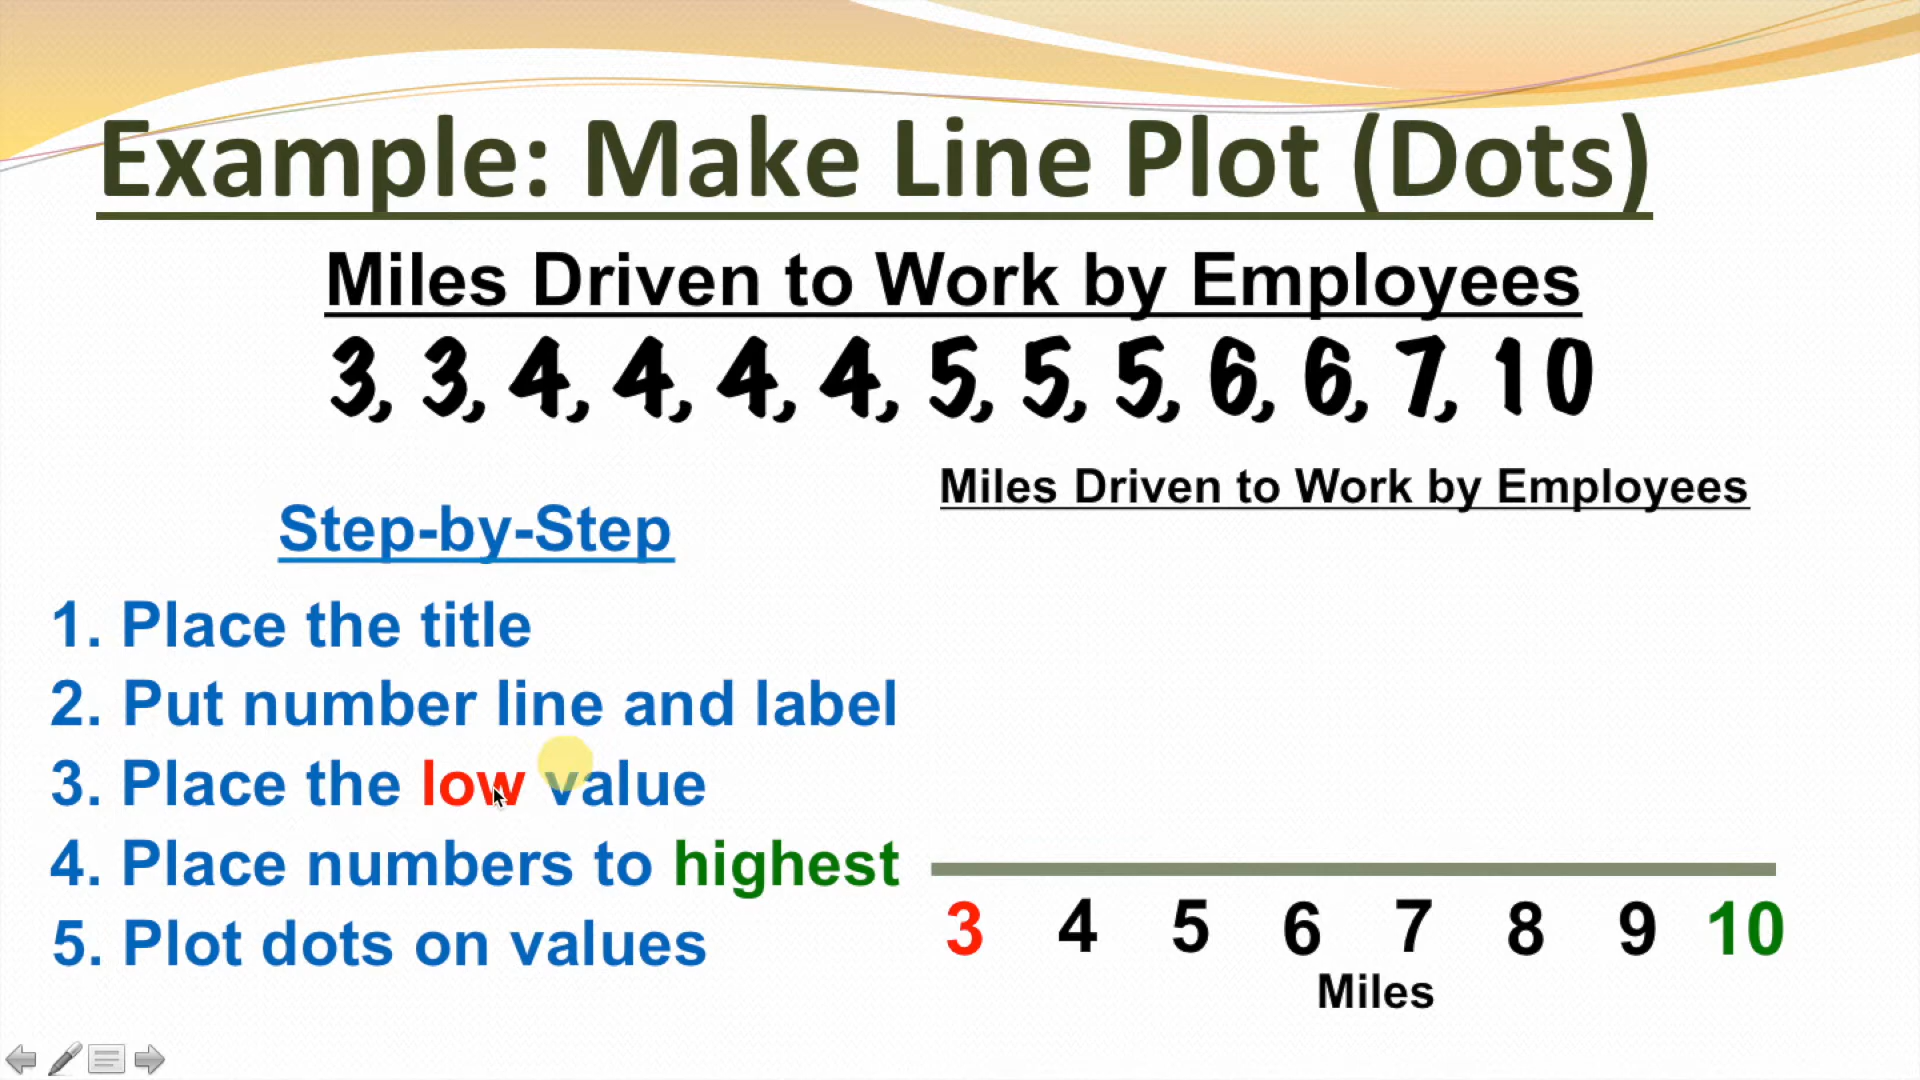 Example: Make Line Plot (Dots)
Miles Driven to Work by Employees
3, 3, 4, 4, 4, 4, 5, 5, 5, 6, 6, 7, 10
Step-by-Step
1. Place the title
2. Put number line and label
3. Place the low value
4. Place numbers to highest
5. Plot dots on values
Miles Driven to Work by Employees
3 4 5 6 7 8 9 10
Miles